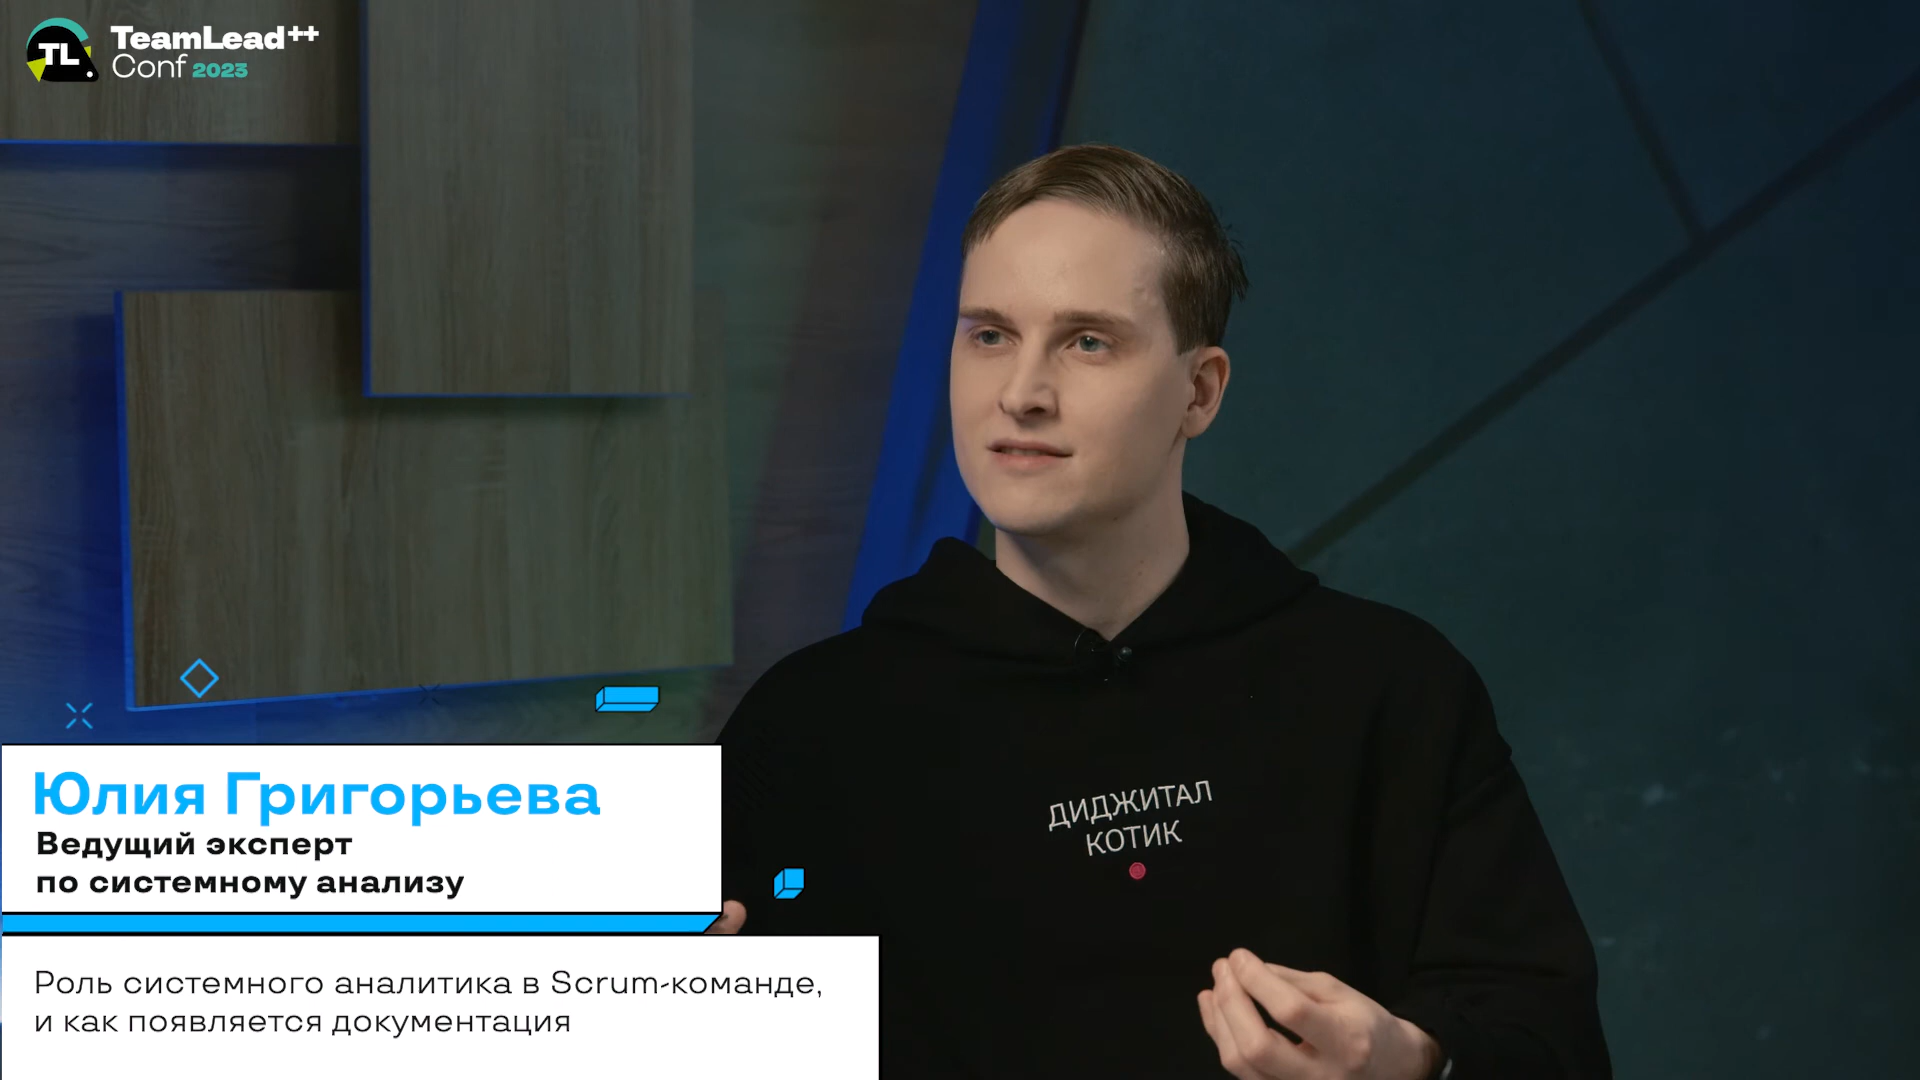 TL.
TeamLead++
Conf 2023
Юлия Григорьева
Ведущий эксперт
по системному анализу
Роль системного аналитика в Scrum-команде,
и как появляется документация
ДИДЖИТАЛ
КОТИК